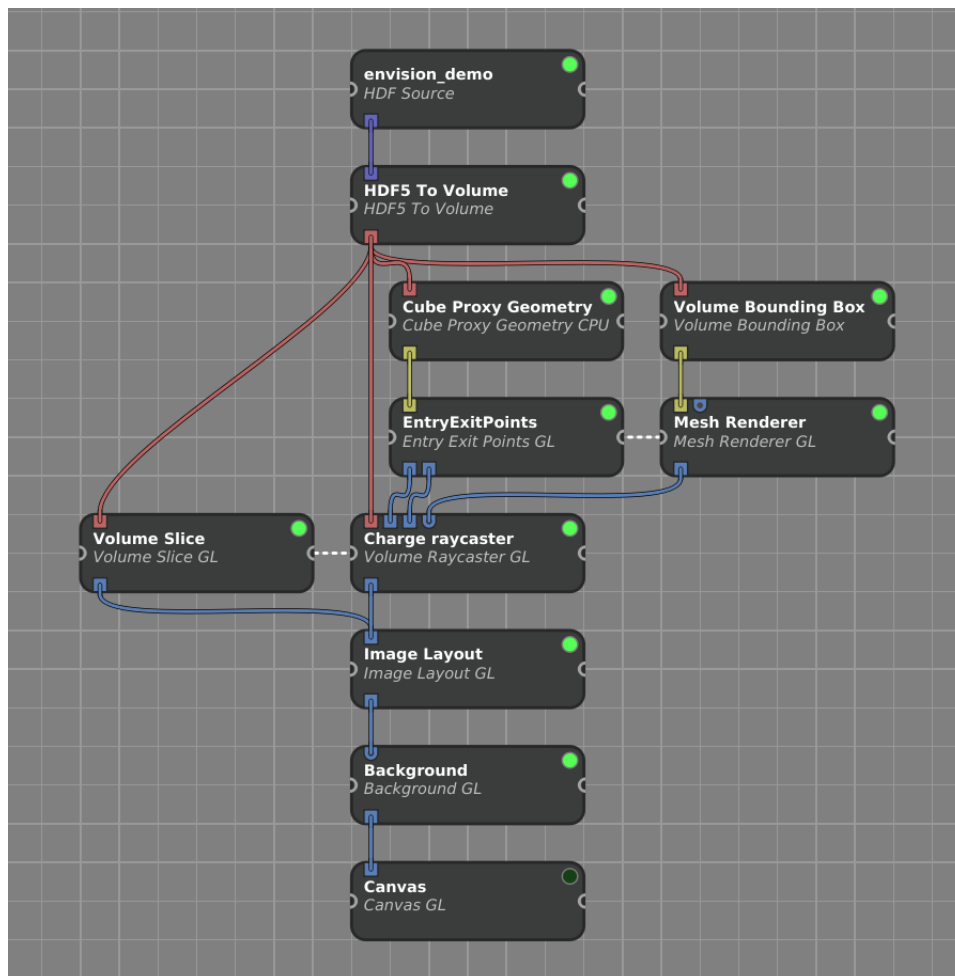 envision_demo
HDF Source
HDF5 To Volume
HDF5 To Volume
Cube Proxy Geometry
Cube Proxy Geometry CPU
Volume Bounding Box
Volume Bounding Box
EntryExitPoints
Entry Exit Points GL
Mesh Renderer
Mesh Renderer GL
Volume Slice
Volume Slice GL
Charge raycaster
Volume Raycaster GL
Image Layout
Image Layout GL
Background
Background GL
Canvas
Canvas GL